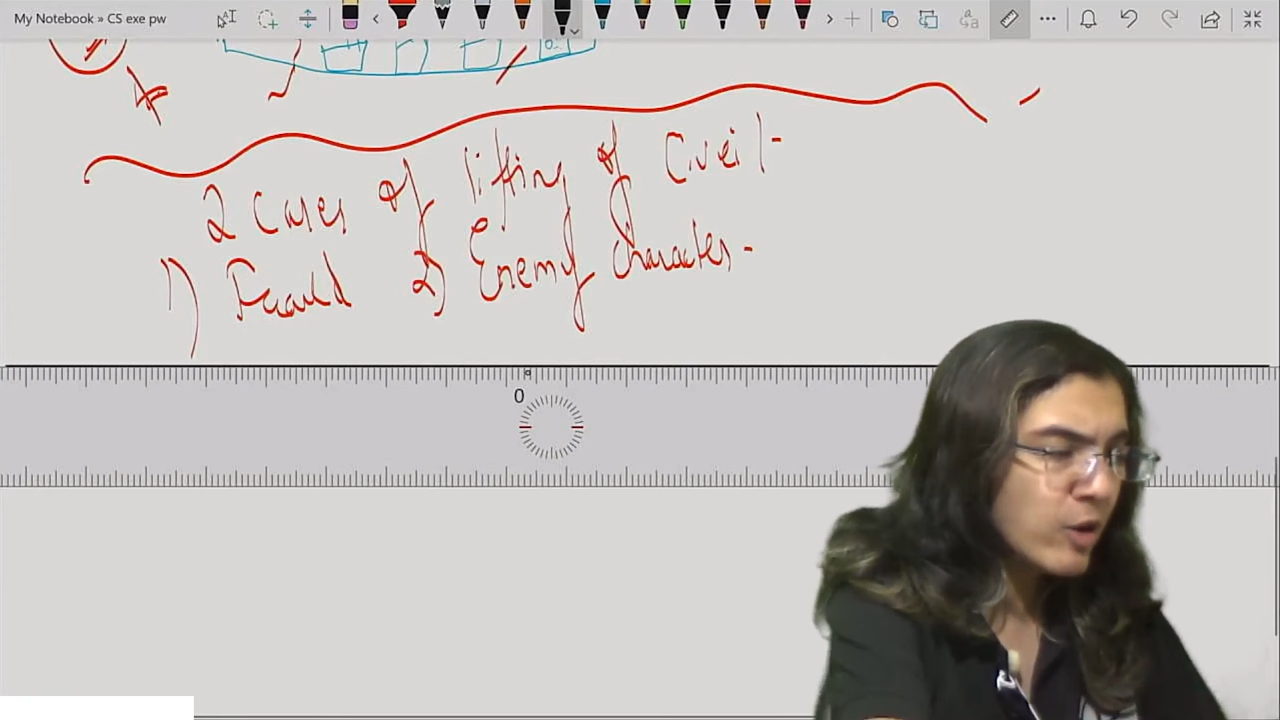 My Notebook » CS exe pw
2 Cases of lifting of C.veil-
1) Fraud 2) Enemy character-
0